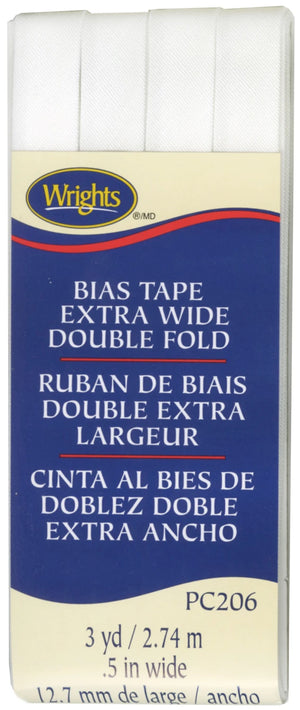 Wrights
®/MD
BIAS TAPE
EXTRA WIDE
DOUBLE FOLD
RUBAN DE BIAIS
DOUBLE EXTRA
LARGEUR
CINTA AL BIES DE
DOBLEZ DOBLE
EXTRA ANCHO
PC206
3 yd / 2.74 m
.5 in wide
12.7 mm de large / ancho